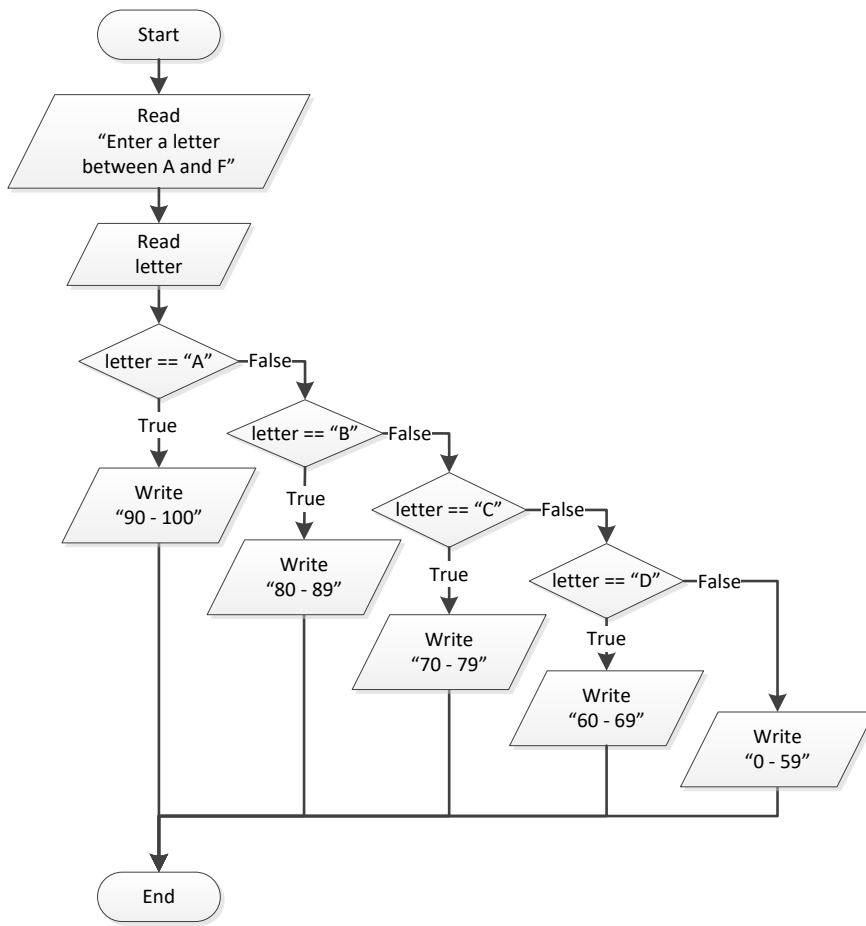 Start
Read
“Enter a letter
between A and F”
Read
letter
letter == “A”
False
True
letter == “B”
False
Write
“90 - 100”
True
letter == “C”
False
Write
“80 - 89”
True
letter == “D”
False
Write
“70 - 79”
True
Write
“60 - 69”
Write
“0 - 59”
End